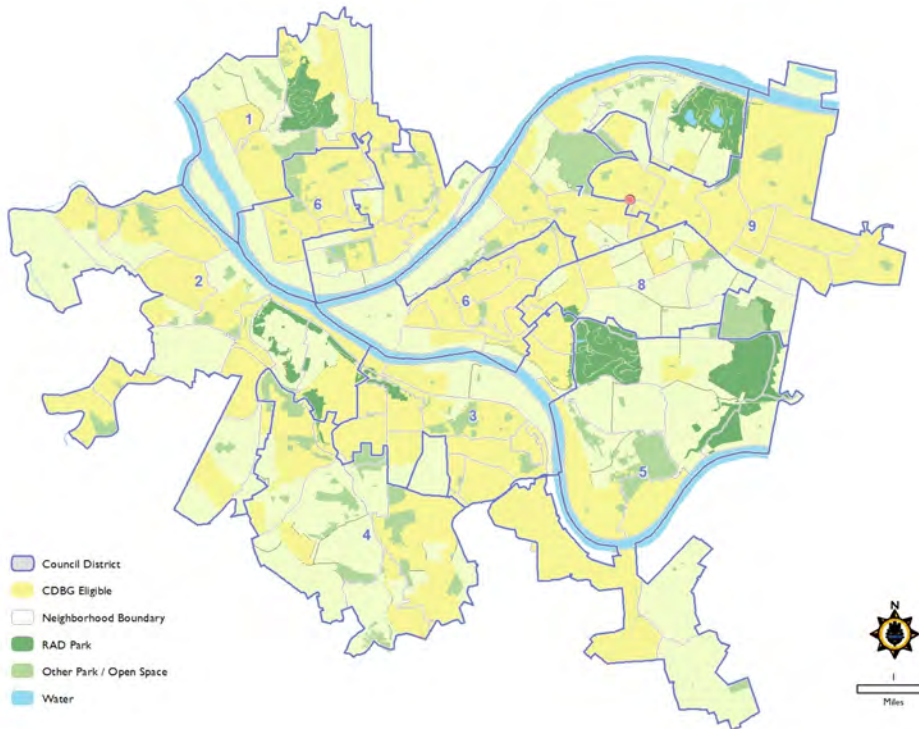 1
7
6
9
2
6
8
3
5
4
Council District
CDBG Eligible
Neighborhood Boundary
RAD Park
Other Park / Open Space
Water
N
1
Miles